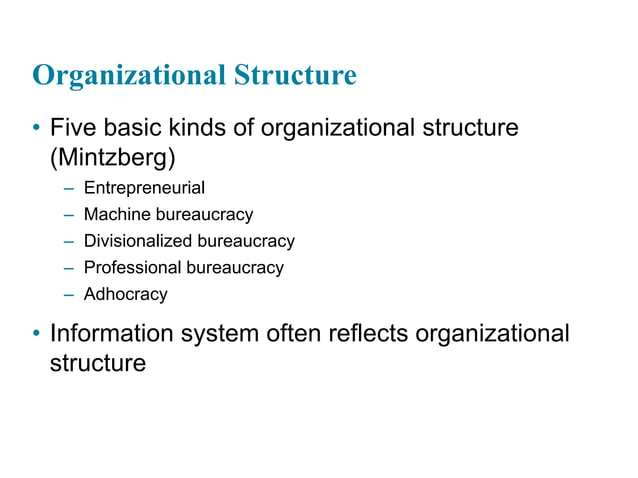 Organizational Structure
• Five basic kinds of organizational structure
(Mintzberg)
– Entrepreneurial
– Machine bureaucracy
– Divisionalized bureaucracy
– Professional bureaucracy
– Adhocracy
• Information system often reflects organizational
structure